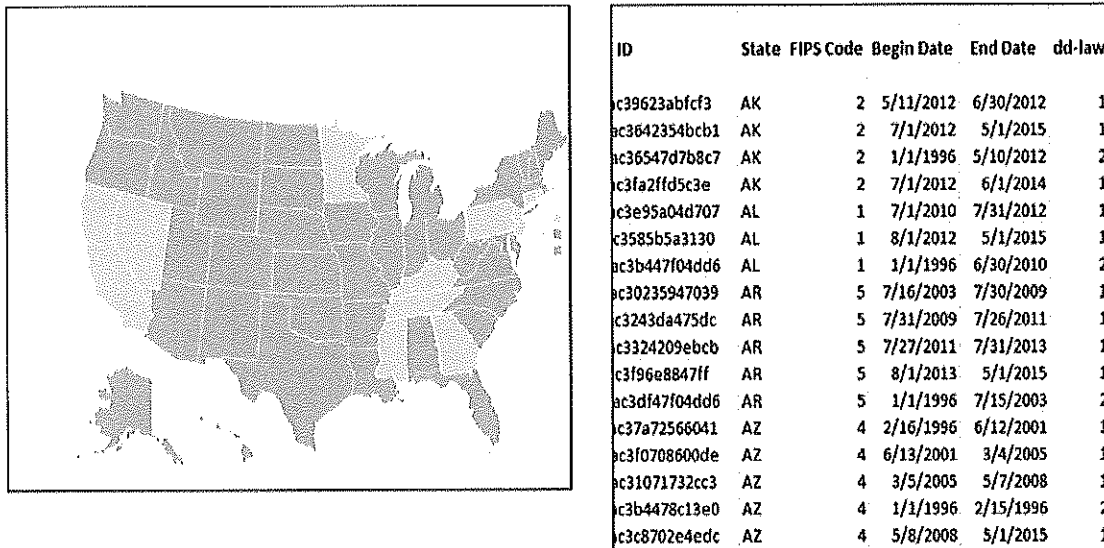 ID State FIPS Code Begin Date End Date dd-law
c39623abfcf3 AK 2 5/11/2012 6/30/2012 1
c3642354bcb1 AK 2 7/1/2012 5/1/2015 1
c36547d7b8c7 AK 2 1/1/1996 5/10/2012 2
c3fa2ffd5c3e AK 2 7/1/2012 6/1/2014 1
c3e95a04d707 AL 1 7/1/2010 7/31/2012 1
c3585b5a3130 AL 1 8/1/2012 5/1/2015 1
c3b447f04dd6 AL 1 1/1/1996 6/30/2010 2
c30235947039 AR 5 7/16/2003 7/30/2009 1
c3243da475dc AR 5 7/31/2009 7/26/2011 1
c3324209ebcb AR 5 7/27/2011 7/31/2013 1
c3f96e8847ff AR 5 8/1/2013 5/1/2015 1
ac3df47f04dd6 AR 5 1/1/1996 7/15/2003 2
c37a72566041 AZ 4 2/16/1996 6/12/2001 1
c3f0708600de AZ 4 6/13/2001 3/4/2005 1
c31071732cc3 AZ 4 3/5/2005 5/7/2008 1
c3b4478c13e0 AZ 4 1/1/1996 2/15/1996 2
c3c8702e4edc AZ 4 5/8/2008 5/1/2015 1